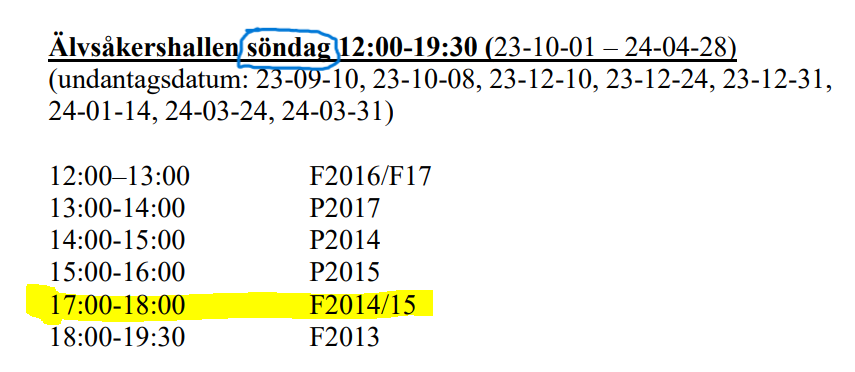 Älvsåkershallen söndag 12:00-19:30 (23-10-01 – 24-04-28)
(undantagsdatum: 23-09-10, 23-10-08, 23-12-10, 23-12-24, 23-12-31,
24-01-14, 24-03-24, 24-03-31)
12:00–13:00 F2016/F17
13:00-14:00 P2017
14:00-15:00 P2014
15:00-16:00 P2015
17:00-18:00 F2014/15
18:00-19:30 F2013